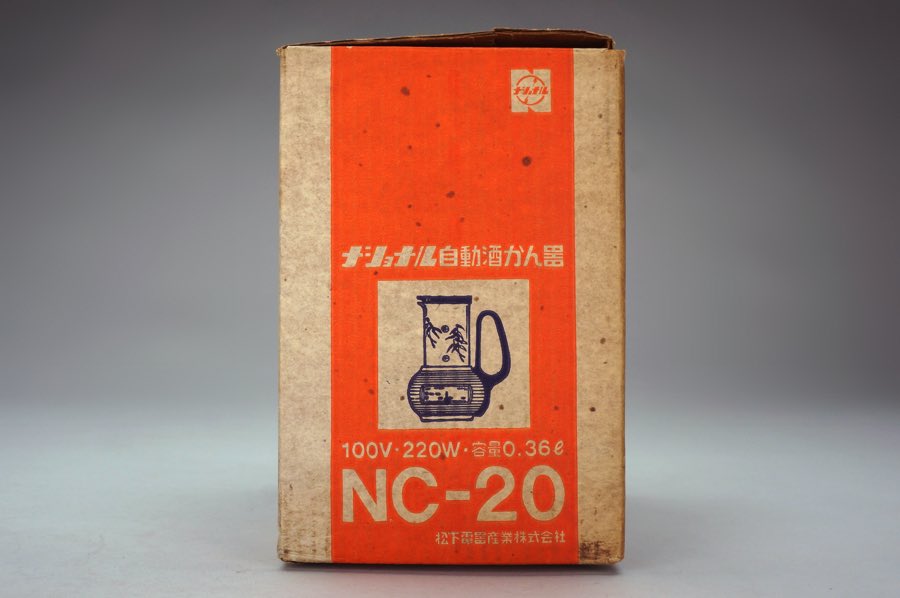 ナショナル
ナショナル自動酒かん器
100V・220W・容量0.36ℓ
NC-20
松下電器産業株式会社